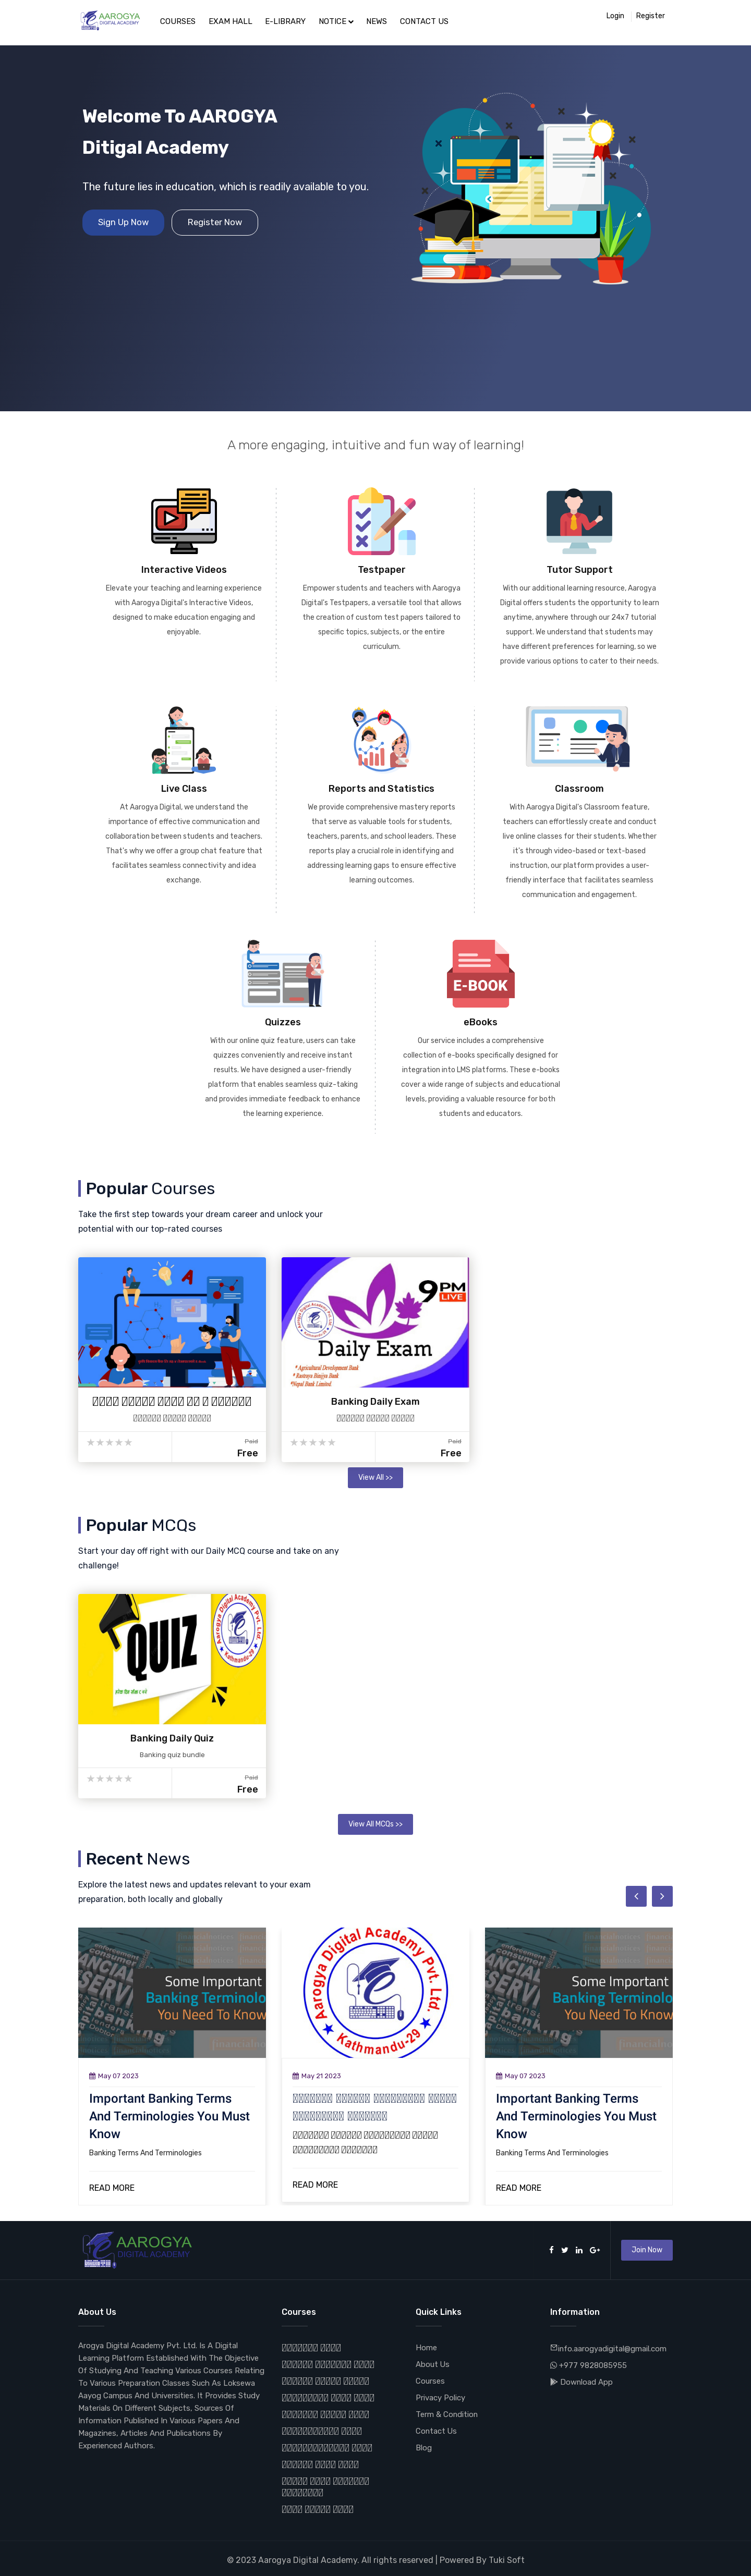 AAROGYA
DIGITAL ACADEMY
COURSES EXAM HALL E-LIBRARY NOTICE NEWS CONTACT US
Login Register
Welcome To AAROGYA
Ditigal Academy
The future lies in education, which is readily available to you.
Sign Up Now Register Now
A more engaging, intuitive and fun way of learning!
Interactive Videos
Elevate your teaching and learning experience
with Aarogya Digital's Interactive Videos,
designed to make education engaging and
enjoyable.
Testpaper
Empower students and teachers with Aarogya
Digital's Testpapers, a versatile tool that allows
the creation of custom test papers tailored to
specific topics, subjects, or the entire
curriculum.
Tutor Support
With our additional learning resource, Aarogya
Digital offers students the opportunity to learn
anytime, anywhere through our 24x7 tutorial
support. We understand that students may
have different preferences for learning, so we
provide various options to cater to their needs.
Live Class
At Aarogya Digital, we understand the
importance of effective communication and
collaboration between students and teachers.
That's why we offer a group chat feature that
facilitates seamless connectivity and idea
exchange.
Reports and Statistics
We provide comprehensive mastery reports
that serve as valuable tools for students,
teachers, parents, and school leaders. These
reports play a crucial role in identifying and
addressing learning gaps to ensure effective
learning outcomes.
Classroom
With Aarogya Digital's Classroom feature,
teachers can effortlessly create and conduct
live online classes for their students. Whether
it's through video-based or text-based
instruction, our platform provides a user-
friendly interface that facilitates seamless
communication and engagement.
Quizzes
With our online quiz feature, users can take
quizzes conveniently and receive instant
results. We have designed a user-friendly
platform that enables seamless quiz-taking
and provides immediate feedback to enhance
the learning experience.
E-BOOK
eBooks
Our service includes a comprehensive
collection of e-books specifically designed for
integration into LMS platforms. These e-books
cover a wide range of subjects and educational
levels, providing a valuable resource for both
students and educators.
Popular Courses
Take the first step towards your dream career and unlock your
potential with our top-rated courses
Paid
Free
9PM
LIVE
Daily Exam
*Agricultural Development Bank
*Rastraya Banijya Bank
*Nepal Bank Limited
Banking Daily Exam
Paid
Free
View All >>
Popular MCQs
Start your day off right with our Daily MCQ course and take on any
challenge!
QUIZ
Aarogya Digital Academy Pvt. Ltd.
Kathmandu-29
Banking Daily Quiz
Banking quiz bundle
Paid
Free
View All MCQs >>
Recent News
Explore the latest news and updates relevant to your exam
preparation, both locally and globally
Some Important
Banking Terminolo
You Need To Know
May 07 2023
Important Banking Terms
And Terminologies You Must
Know
Banking Terms And Terminologies
READ MORE
Aarogya Digital Academy Pvt. Ltd.
Kathmandu-29
May 21 2023
READ MORE
Some Important
Banking Terminolo
You Need To Know
May 07 2023
Important Banking Terms
And Terminologies You Must
Know
Banking Terms And Terminologies
READ MORE
AAROGYA
DIGITAL ACADEMY
Join Now
About Us
Arogya Digital Academy Pvt. Ltd. Is A Digital
Learning Platform Established With The Objective
Of Studying And Teaching Various Courses Relating
To Various Preparation Classes Such As Loksewa
Aayog Campus And Universities. It Provides Study
Materials On Different Subjects, Sources Of
Information Published In Various Papers And
Magazines, Articles And Publications By
Experienced Authors.
Courses
Quick Links
Home
About Us
Courses
Privacy Policy
Term & Condition
Contact Us
Blog
Information
info.aarogyadigital@gmail.com
+977 9828085955
Download App
© 2023 Aarogya Digital Academy. All rights reserved | Powered By Tuki Soft